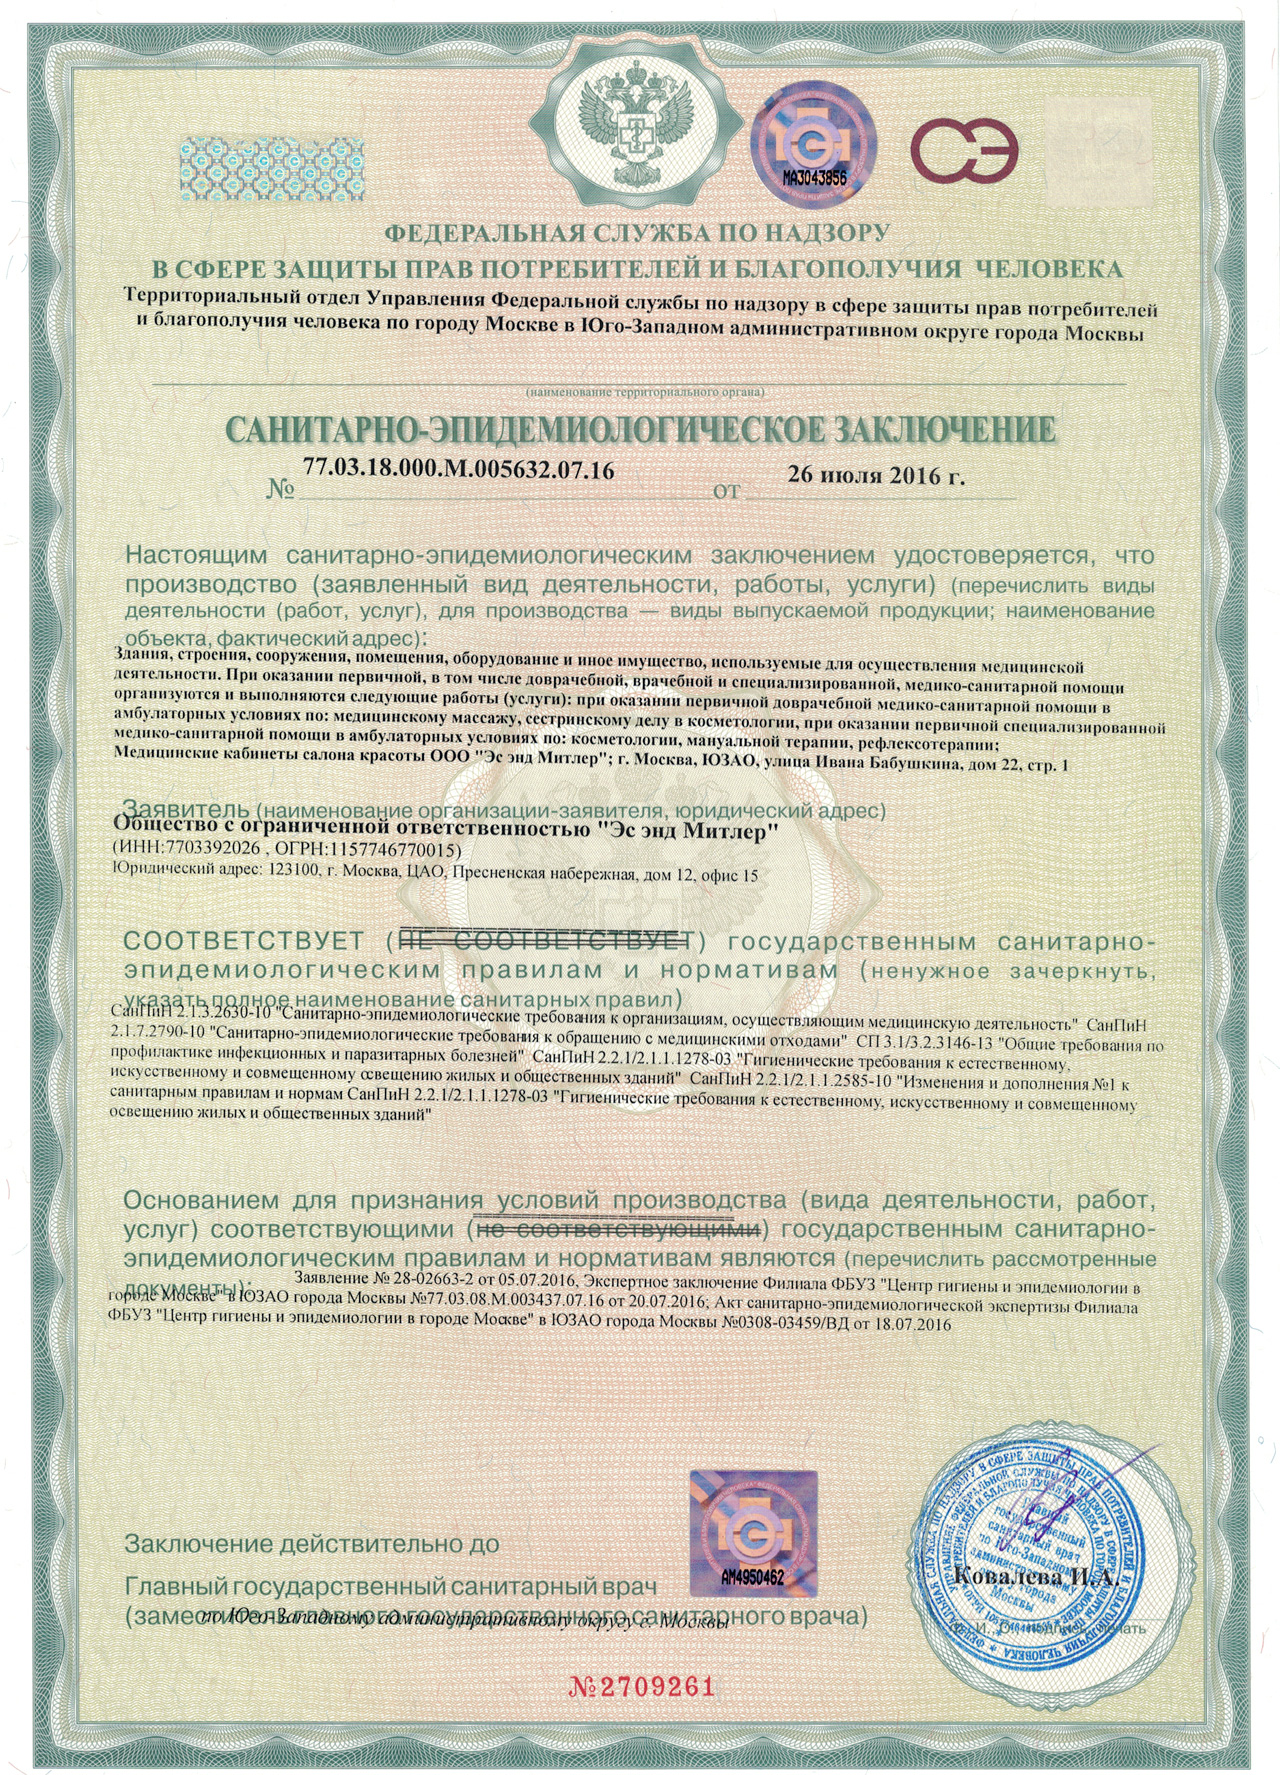 МА3043856
СЭ
ФЕДЕРАЛЬНАЯ СЛУЖБА ПО НАДЗОРУ
В СФЕРЕ ЗАЩИТЫ ПРАВ ПОТРЕБИТЕЛЕЙ И БЛАГОПОЛУЧИЯ ЧЕЛОВЕКА
Территориальный отдел Управления Федеральной службы по надзору в сфере защиты прав потребителей
и благополучия человека по городу Москве в Юго-Западном административном округе города Москвы
(наименование территориального органа)
САНИТАРНО-ЭПИДЕМИОЛОГИЧЕСКОЕ ЗАКЛЮЧЕНИЕ
№ 77.03.18.000.М.005632.07.16 от 26 июля 2016 г.
Настоящим санитарно-эпидемиологическим заключением удостоверяется, что
производство (заявленный вид деятельности, работы, услуги) (перечислить виды
деятельности (работ, услуг), для производства — виды выпускаемой продукции; наименование
объекта, фактический адрес):
Здания, строения, сооружения, помещения, оборудование и иное имущество, используемые для осуществления медицинской
деятельности. При оказании первичной, в том числе доврачебной, врачебной и специализированной, медико-санитарной помощи
организуются и выполняются следующие работы (услуги): при оказании первичной доврачебной медико-санитарной помощи в
амбулаторных условиях по: медицинскому массажу, сестринскому делу в косметологии, при оказании первичной специализированной
медико-санитарной помощи в амбулаторных условиях по: косметологии, мануальной терапии, рефлексотерапии;
Медицинские кабинеты салона красоты ООО "Эс энд Митлер"; г. Москва, ЮЗАО, улица Ивана Бабушкина, дом 22, стр. 1
Заявитель (наименование организации-заявителя, юридический адрес)
Общество с ограниченной ответственностью "Эс энд Митлер"
(ИНН:7703392026 , ОГРН:1157746770015)
Юридический адрес: 123100, г. Москва, ЦАО, Пресненская набережная, дом 12, офис 15
СООТВЕТСТВУЕТ (НЕ СООТВЕТСТВУЕТ) государственным санитарно-
эпидемиологическим правилам и нормативам (ненужное зачеркнуть,
указать полное наименование санитарных правил)
СанПиН 2.1.3.2630-10 "Санитарно-эпидемиологические требования к организациям, осуществляющим медицинскую деятельность" СанПиН
2.1.7.2790-10 "Санитарно-эпидемиологические требования к обращению с медицинскими отходами" СП 3.1/3.2.3146-13 "Общие требования по
профилактике инфекционных и паразитарных болезней" СанПиН 2.2.1/2.1.1.1278-03 "Гигиенические требования к естественному,
искусственному и совмещенному освещению жилых и общественных зданий" СанПиН 2.2.1/2.1.1.2585-10 "Изменения и дополнения №1 к
санитарным правилам и нормам СанПиН 2.2.1/2.1.1.1278-03 "Гигиенические требования к естественному, искусственному и совмещенному
освещению жилых и общественных зданий"
Основанием для признания условий производства (вида деятельности, работ,
услуг) соответствующими (не соответствующими) государственным санитарно-
эпидемиологическим правилам и нормативам являются (перечислить рассмотренные
документы):
Заявление № 28-02663-2 от 05.07.2016, Экспертное заключение Филиала ФБУЗ "Центр гигиены и эпидемиологии в
городе Москве" в ЮЗАО города Москвы №77.03.08.М.003437.07.16 от 20.07.2016; Акт санитарно-эпидемиологической экспертизы Филиала
ФБУЗ "Центр гигиены и эпидемиологии в городе Москве" в ЮЗАО города Москвы №0308-03459/ВД от 18.07.2016
АМ4950462
Заключение действительно до
Главный государственный санитарный врач
(заместитель главного государственного санитарного врача)
по Юго-Западному административному округу г. Москвы
Главный
государственный
санитарный врач
по Юго-Западному
административному
города
Москвы
Ковалева И.А.
№2709261